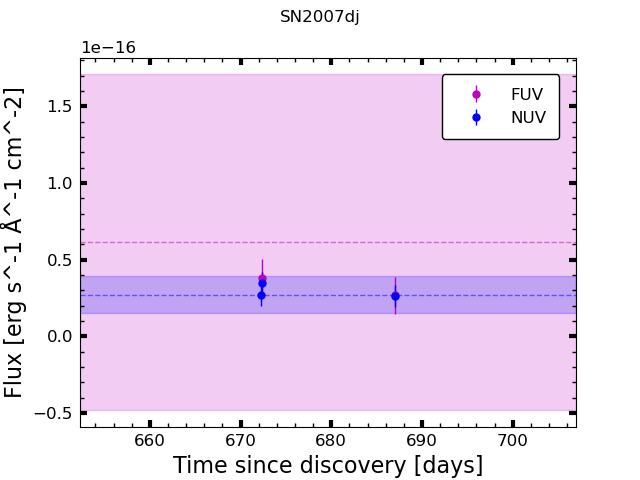 SN2007dj
1e−16
FUV
NUV
1.5
1.0
0.5
0.0
−0.5
Flux [erg s^-1 Å^-1 cm^-2]
660 670 680 690 700
Time since discovery [days]